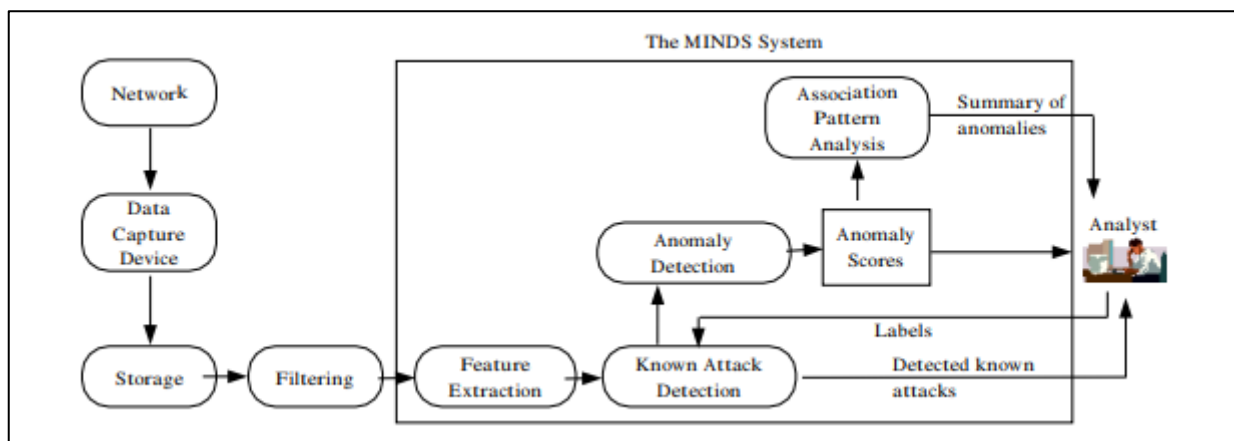 The MINDS System
Network
Data
Capture
Device
Storage
Filtering
Feature
Extraction
Known Attack
Detection
Anomaly
Detection
Anomaly
Scores
Association
Pattern
Analysis
Summary of
anomalies
Analyst
Labels
Detected known
attacks